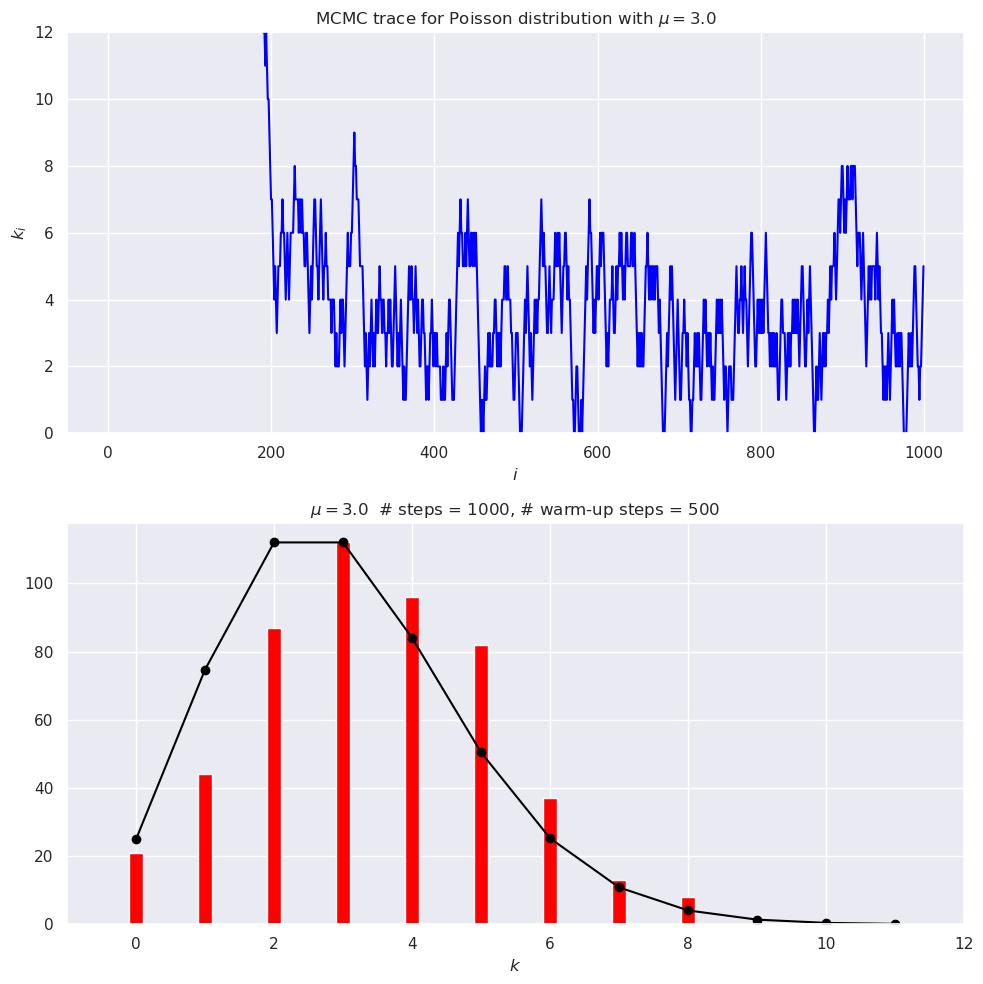 MCMC trace for Poisson distribution with μ = 3.0
12
10
8
6
4
2
0
k_i
0 200 400 600 800 1000
i
μ = 3.0 # steps = 1000, # warm-up steps = 500
100
80
60
40
20
0
0 2 4 6 8 10 12
k